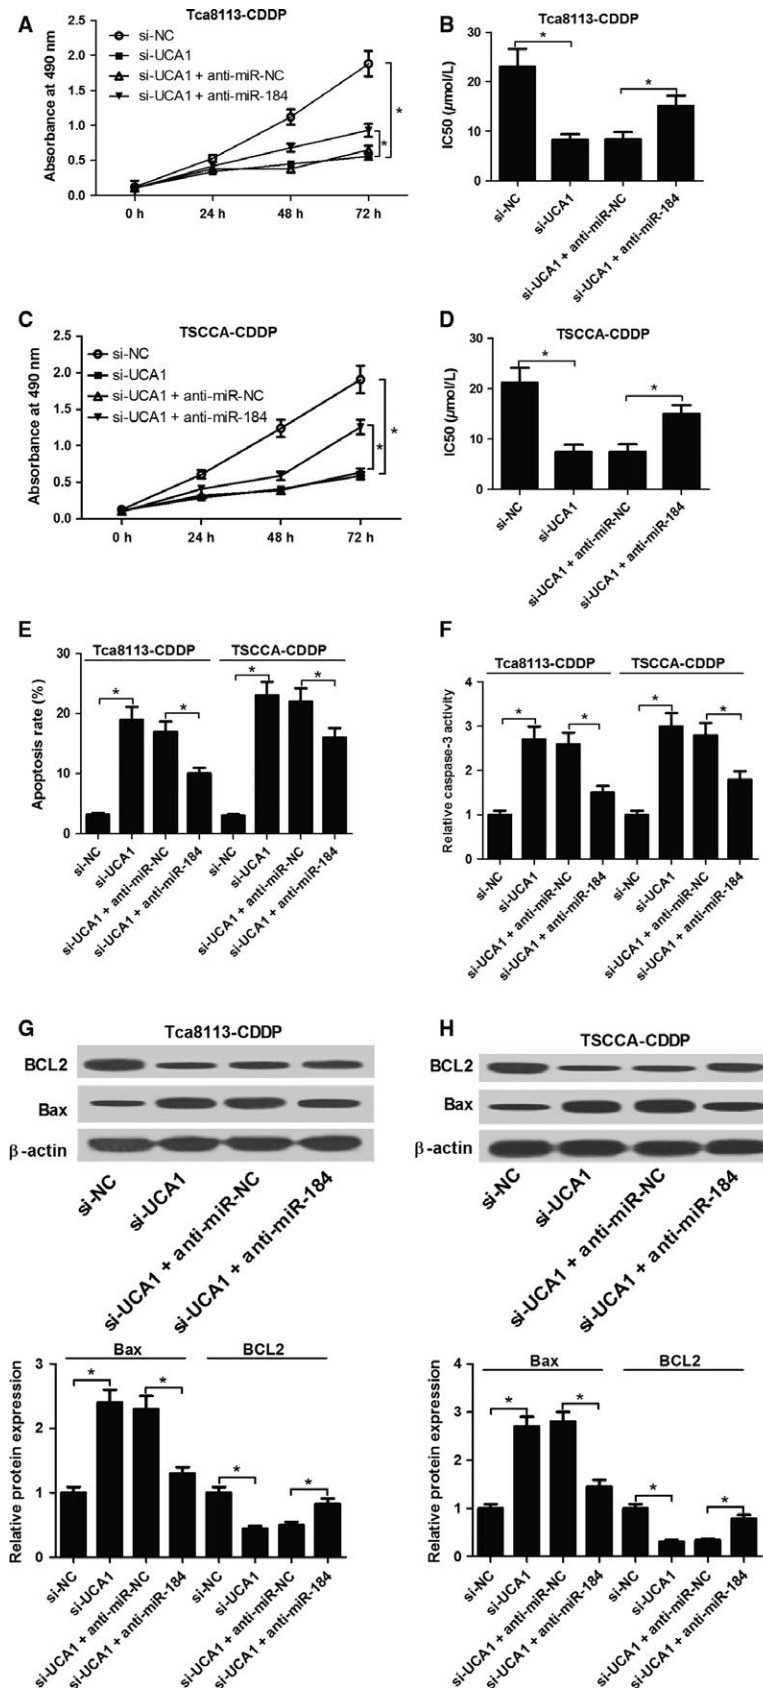 A
Tca8113-CDDP
Absorbance at 490 nm
2.5
2.0
1.5
1.0
0.5
0.0
si-NC
si-UCA1
si-UCA1 + anti-miR-NC
si-UCA1 + anti-miR-184
*
*
0 h 24 h 48 h 72 h
B
Tca8113-CDDP
IC50 (µmol/L)
30
20
10
0
*
*
si-NC
si-UCA1
si-UCA1 + anti-miR-NC
si-UCA1 + anti-miR-184
C
TSCCA-CDDP
Absorbance at 490 nm
2.5
2.0
1.5
1.0
0.5
0.0
si-NC
si-UCA1
si-UCA1 + anti-miR-NC
si-UCA1 + anti-miR-184
*
*
0 h 24 h 48 h 72 h
D
TSCCA-CDDP
IC50 (µmol/L)
30
20
10
0
*
*
si-NC
si-UCA1
si-UCA1 + anti-miR-NC
si-UCA1 + anti-miR-184
E
Tca8113-CDDP TSCCA-CDDP
Apoptosis rate (%)
30
20
10
0
* * * *
si-NC
si-UCA1
si-UCA1 + anti-miR-NC
si-UCA1 + anti-miR-184
si-NC
si-UCA1
si-UCA1 + anti-miR-NC
si-UCA1 + anti-miR-184
F
Tca8113-CDDP TSCCA-CDDP
Relative caspase-3 activity
4
3
2
1
0
* * * *
si-NC
si-UCA1
si-UCA1 + anti-miR-NC
si-UCA1 + anti-miR-184
si-NC
si-UCA1
si-UCA1 + anti-miR-NC
si-UCA1 + anti-miR-184
G
Tca8113-CDDP
BCL2
Bax
β-actin
si-NC
si-UCA1
si-UCA1 + anti-miR-NC
si-UCA1 + anti-miR-184
Bax BCL2
Relative protein expression
3
2
1
0
* * * *
si-NC
si-UCA1
si-UCA1 + anti-miR-NC
si-UCA1 + anti-miR-184
si-NC
si-UCA1
si-UCA1 + anti-miR-NC
si-UCA1 + anti-miR-184
H
TSCCA-CDDP
BCL2
Bax
β-actin
si-NC
si-UCA1
si-UCA1 + anti-miR-NC
si-UCA1 + anti-miR-184
Bax BCL2
Relative protein expression
4
3
2
1
0
* * * *
si-NC
si-UCA1
si-UCA1 + anti-miR-NC
si-UCA1 + anti-miR-184
si-NC
si-UCA1
si-UCA1 + anti-miR-NC
si-UCA1 + anti-miR-184